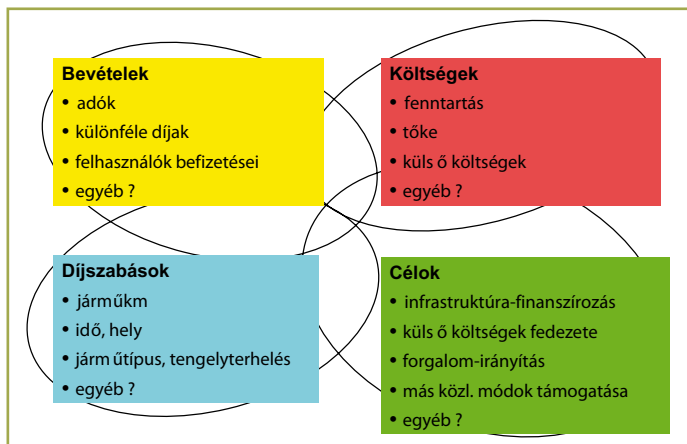 Bevételek
• adók
• különféle díjak
• felhasználók befizetései
• egyéb ?
Költségek
• fenntartás
• tőke
• küls ő költségek
• egyéb ?
Díjszabások
• járműkm
• idő, hely
• járm űtípus, tengelyterhelés
• egyéb ?
Célok
• infrastruktúra-finanszírozás
• küls ő költségek fedezete
• forgalom-irányítás
• más közl. módok támogatása
• egyéb ?